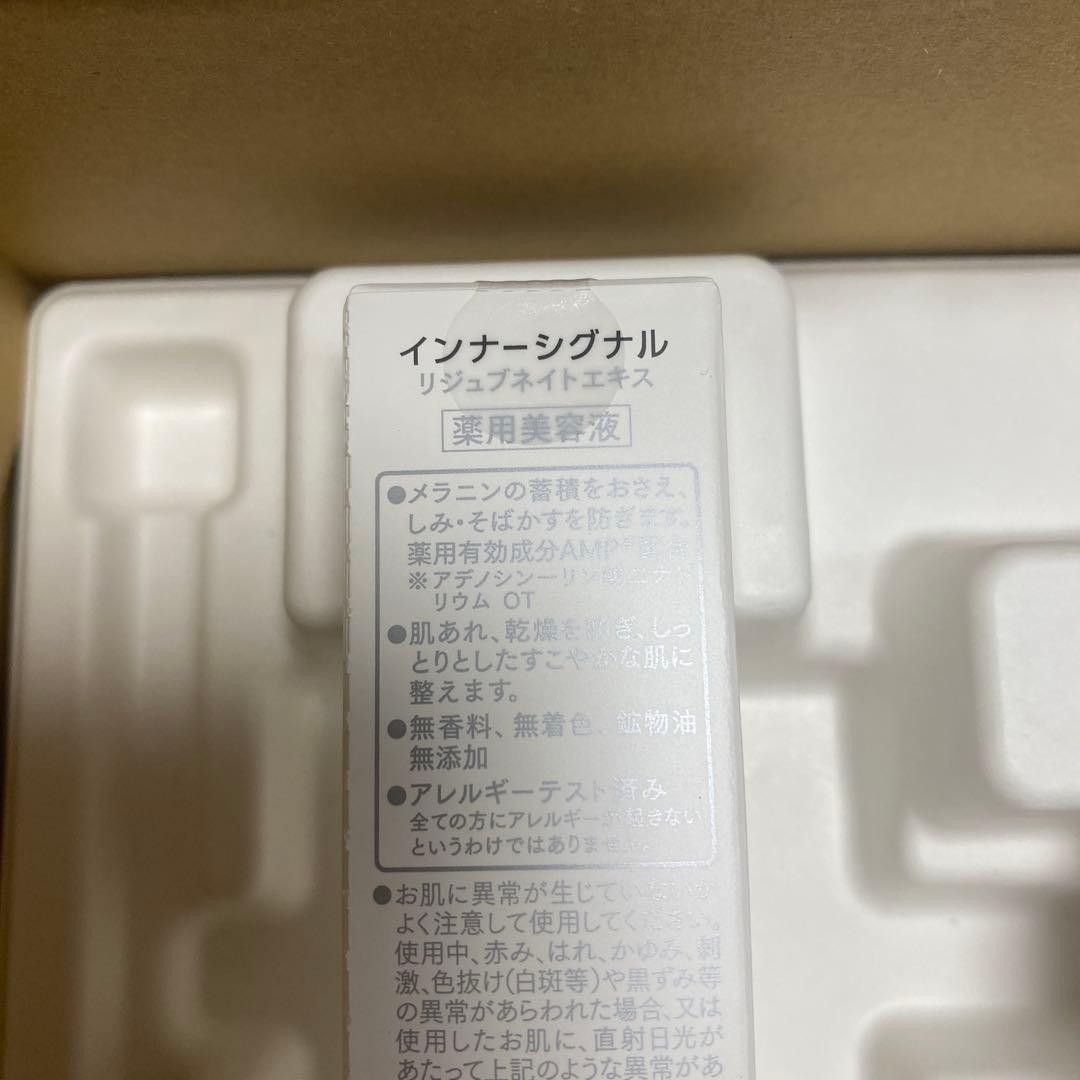 インナーシグナル
リジュブネイトエキス
薬用美容液
●メラニンの蓄積をおさえ、
しみ・そばかすを防ぎます。
薬用有効成分AMP※配合
※アデノシン一リン酸二ナト
リウム OT
●肌あれ、乾燥を防ぎ、しっ
とりとしたすこやかな肌に
整えます。
●無香料、無着色、鉱物油
無添加
●アレルギーテスト済み
全ての方にアレルギーが起きない
というわけではありません。
●お肌に異常が生じていないか
よく注意して使用してください。
使用中、赤み、はれ、かゆみ、刺
激、色抜け(白斑等)や黒ずみ等
の異常があらわれた場合、又は
使用したお肌に、直射日光が
あたって上記のような異常があ